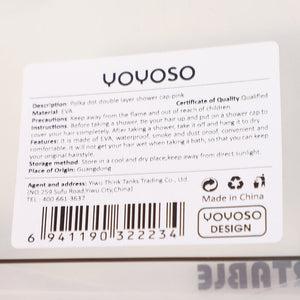 YOYOSO
Description: Polka dot double layer shower cap-pink
Material: EVA
Certificate of Quality Qualified
Precautions: Keep away from the flame and out of reach of children.
Instructions: Before taking a shower, tie your hair up and put on a shower cap to
cover your hair completely. After taking a shower, take it off and hang it to dry.
Features: It is made of EVA, waterproof, smoke and dust proof, convenient and
comfortable. It will not get your hair wet when taking a bath, so that you can keep
your original hairstyle.
Storage method: Store in a cool and dry place,keep away from direct sunlight.
Place of Origin: Guangdong
Agent and address: Yiwu Think Tanks Trading Co., Ltd
(NO.259 Sufu Road,Yiwu City,China)
TEL: 400 661-3637
Made in China
YOYOSO
DESIGN
6 941190 322234
TABLE